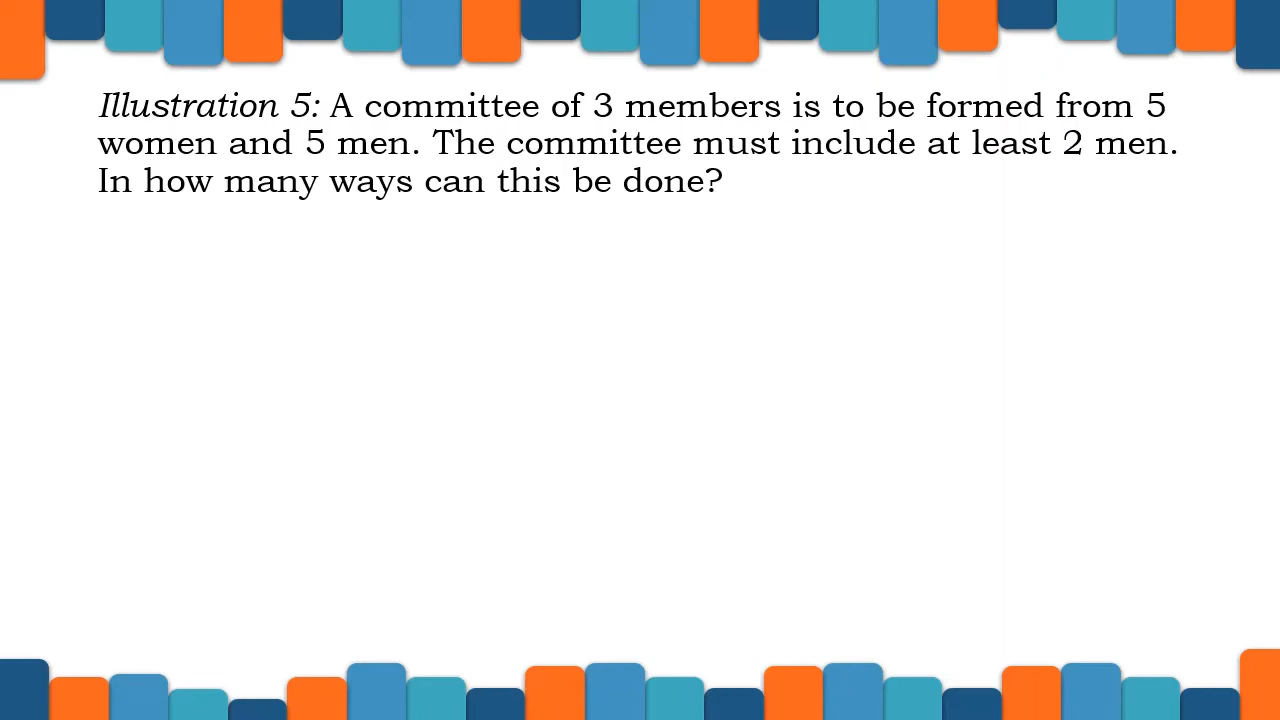 Illustration 5: A committee of 3 members is to be formed from 5
women and 5 men. The committee must include at least 2 men.
In how many ways can this be done?